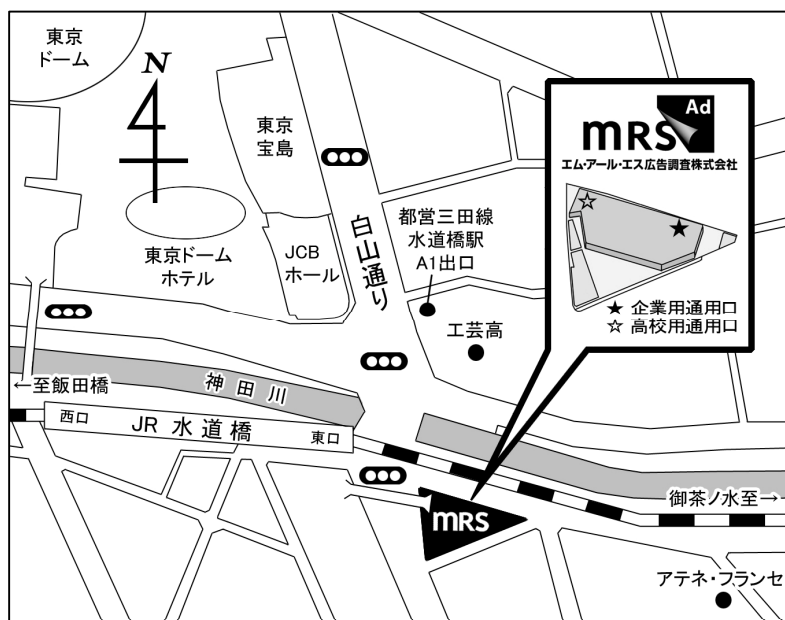 東京
ドーム
N
東京
宝島
東京ドーム
ホテル
JCB
ホール
白山通り
都営三田線
水道橋駅
A1出口
工芸高
Ad
mRS
エム・アール・エス広告調査株式会社
★ 企業用通用口
☆ 高校用通用口
←至飯田橋
神田川
西口
JR 水道橋
東口
mRS
御茶ノ水至→
アテネ・フランセ